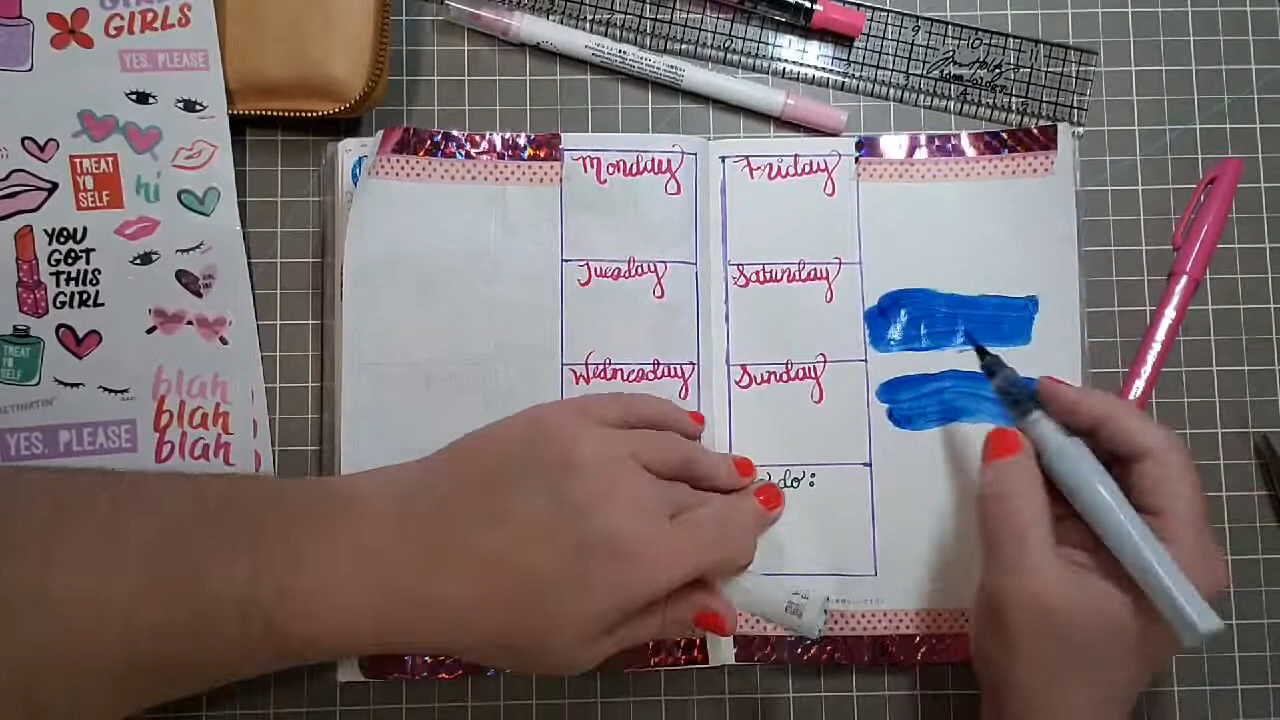 GIRLS
YES, PLEASE
TREAT
YO
SELF
hi
YOU
GOT
THIS
GIRL
TREAT
YO
SELF
blah
blah
blah
YES, PLEASE
Monday
Tuesday
Wednesday
Friday
Saturday
Sunday
do: